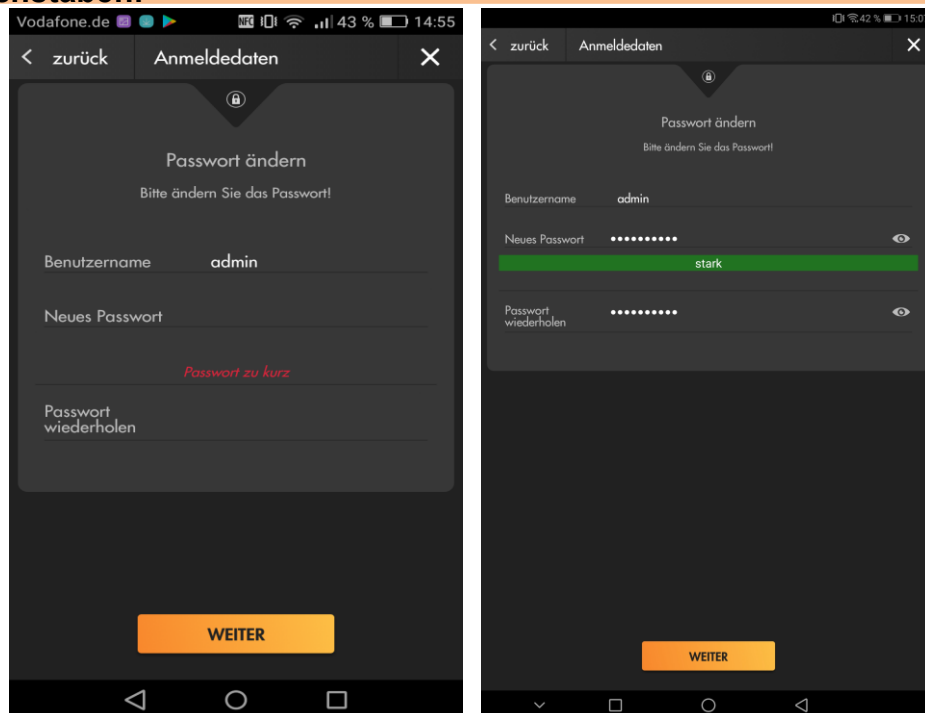 Vodafone.de 43 % 14:55
zurück Anmeldedaten
Passwort ändern
Bitte ändern Sie das Passwort!
Benutzername admin
Neues Passwort
Passwort zu kurz
Passwort
wiederholen
WEITER
42 %
zurück Anmeldedaten
Passwort ändern
Bitte ändern Sie das Passwort!
Benutzername admin
Neues Passwort ••••••••••
stark
Passwort
wiederholen ••••••••••
WEITER